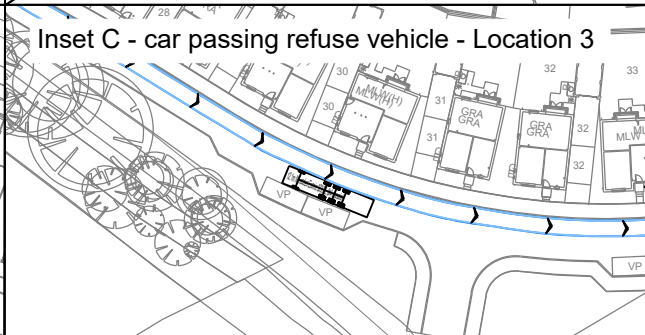 28
Inset C - car passing refuse vehicle - Location 3
30
30
MLW(H)
MLW(H)
31
31
GRA
GRA
32
GRA
GRA
32
32
33
MLW
VP
VP
VP